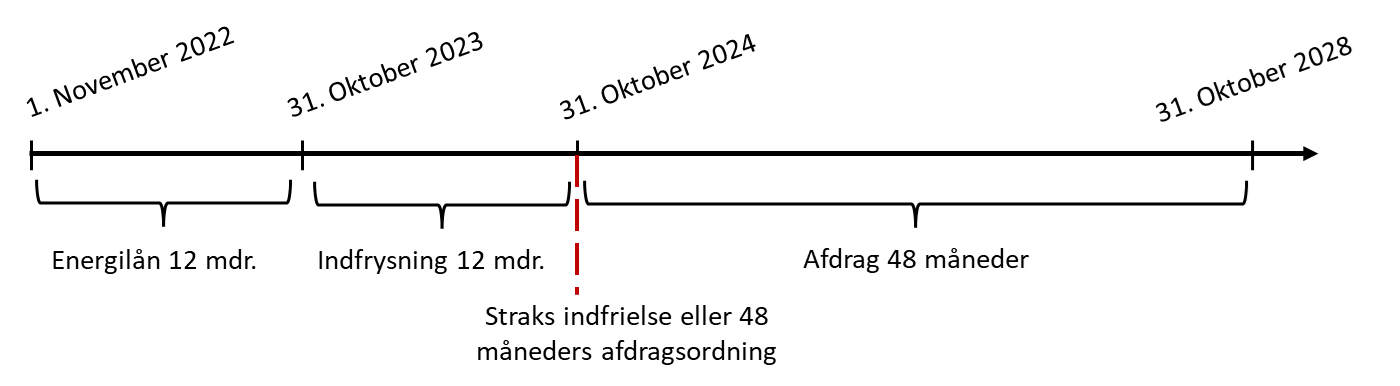 1. November 2022
31. Oktober 2023
31. Oktober 2024
31. Oktober 2028
Energilån 12 mdr.
Indfrysning 12 mdr.
Afdrag 48 måneder
Straks indfrielse eller 48
måneders afdragsordning